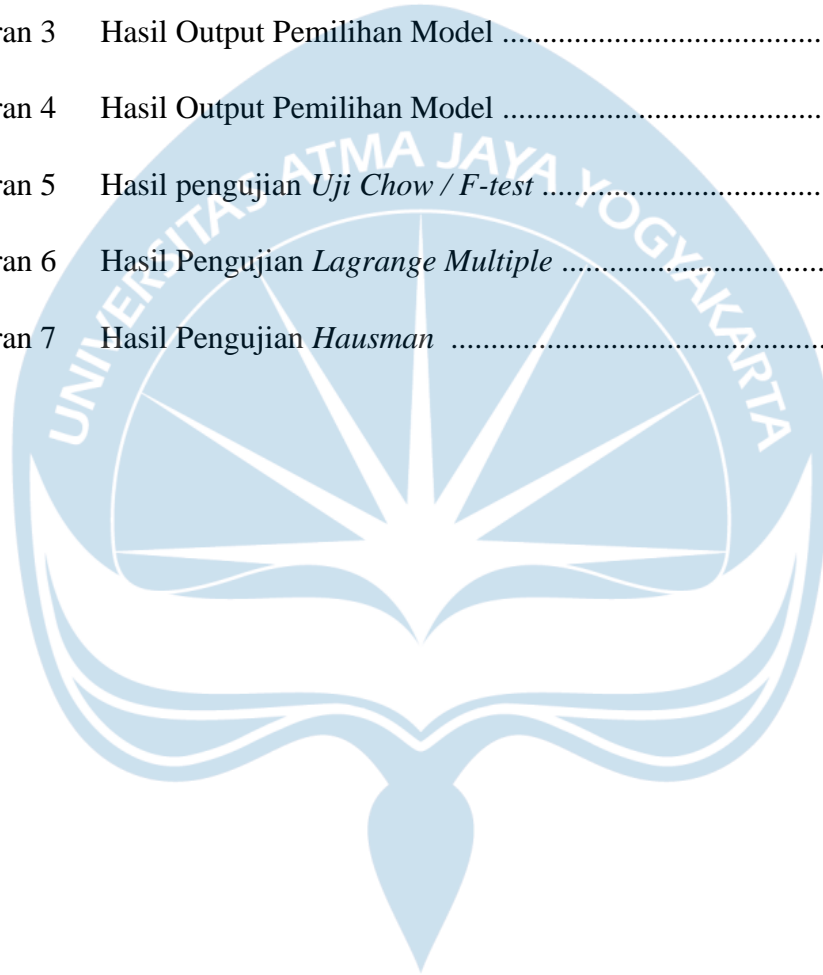 ran 3 Hasil Output Pemilihan Model ........................................
ran 4 Hasil Output Pemilihan Model ........................................
ran 5 Hasil pengujian Uji Chow / F-test ...................................
ran 6 Hasil Pengujian Lagrange Multiple .................................
ran 7 Hasil Pengujian Hausman ...............................................
UNIVERSITAS ATMA JAYA YOGYAKARTA